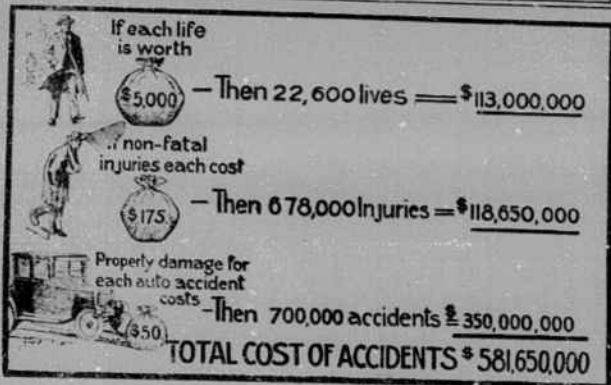 If each life
is worth
$5,000 — Then 22,600 lives = $113,000,000
non-fatal
injuries each cost
$175 — Then 678,000 Injuries = $118,650,000
Property damage for
each auto accident
costs
$50 - Then 700,000 accidents = $350,000,000
TOTAL COST OF ACCIDENTS $581,650,000